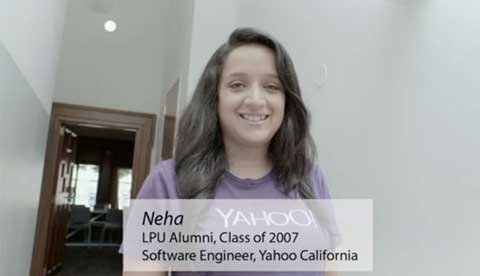 YAHOO!
Neha
LPU Alumni, Class of 2007
Software Engineer, Yahoo California